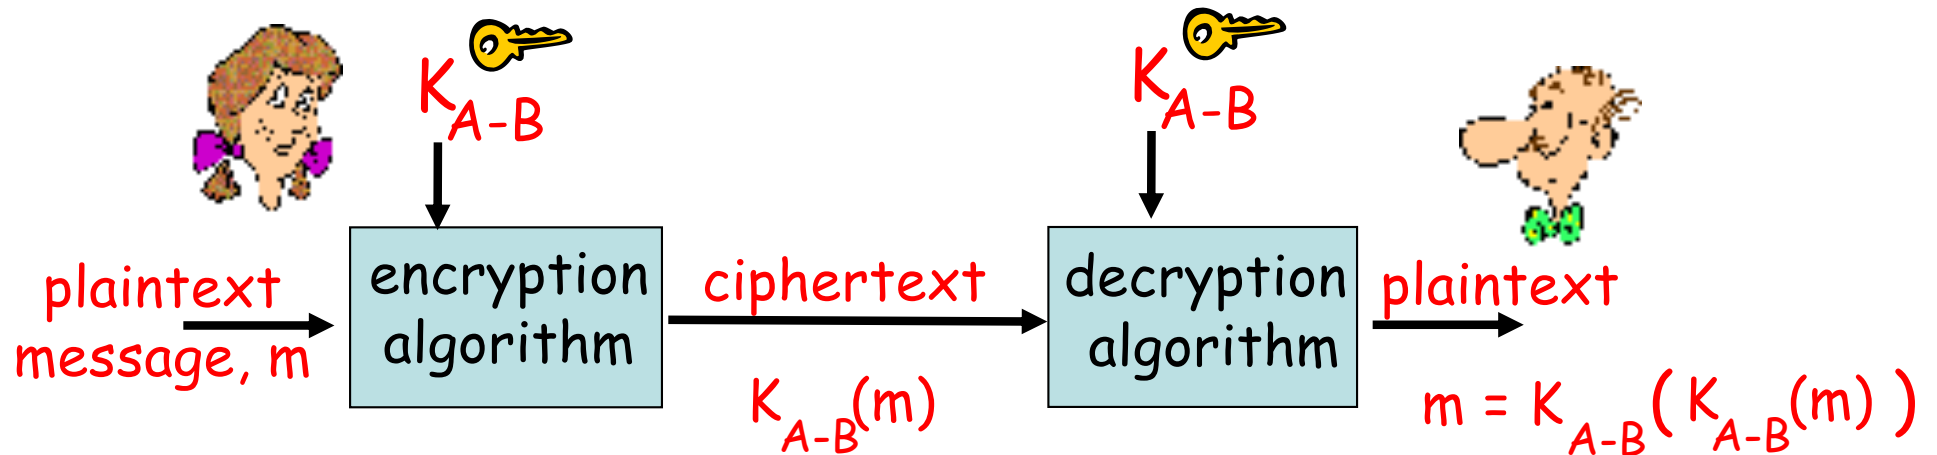 K A-B
K A-B
plaintext
message, m
encryption
algorithm
ciphertext
K A-B (m)
decryption
algorithm
plaintext
m = K A-B ( K A-B (m) )